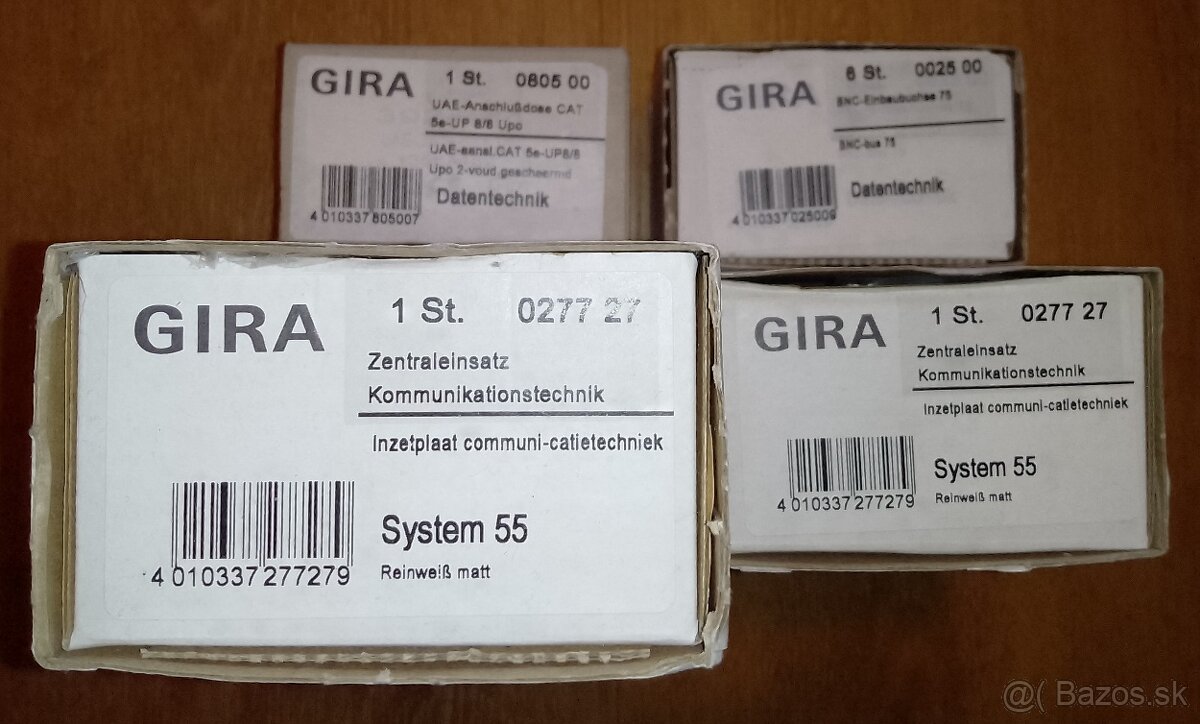 GIRA
1 St. 0805 00
UAE-Anschlußdose CAT
5e-UP 8/8 Upo
UAE-aansl.CAT 5e-UP8/8
Upo 2-voud.gescheermd
Datentechnik
4 010337 805007
GIRA
6 St. 0025 00
BNC-Einbaubuchse 75
BNC-bus 75
Datentechnik
4 010337 025009
GIRA
1 St. 0277 27
Zentraleinsatz
Kommunikationstechnik
Inzetplaat communi-catietechniek
System 55
Reinweiß matt
4 010337 277279
GIRA
1 St. 0277 27
Zentraleinsatz
Kommunikationstechnik
Inzetplaat communi-catietechniek
System 55
Reinweiß matt
4 010337 277279
@( Bazos.sk